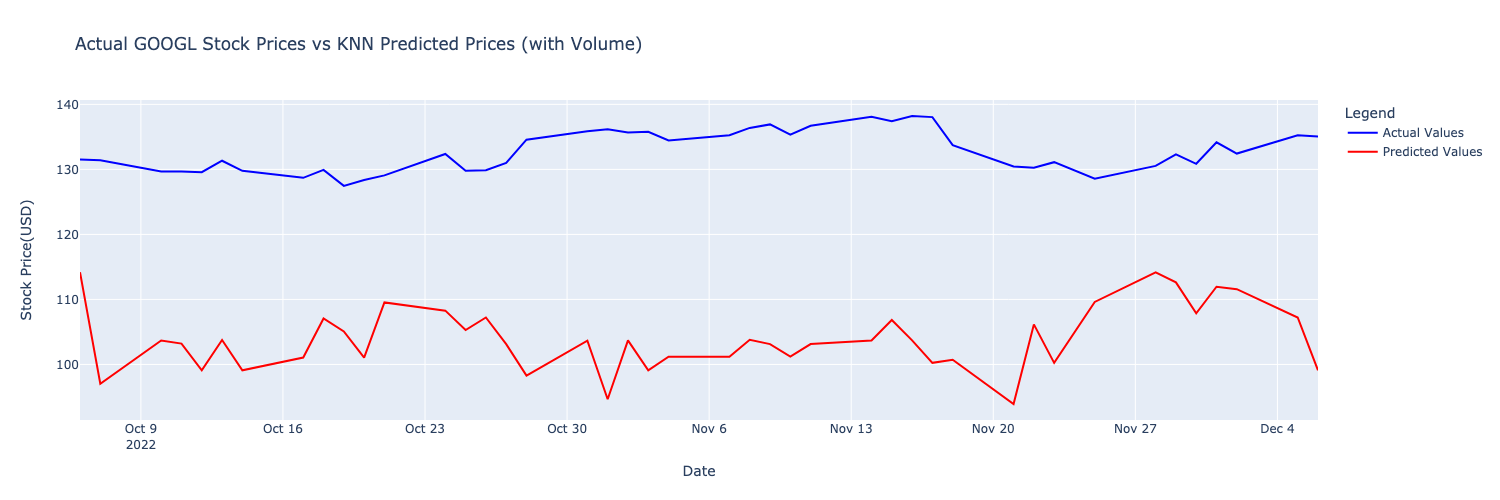 Actual GOOGL Stock Prices vs KNN Predicted Prices (with Volume)
Legend
Actual Values
Predicted Values
Stock Price(USD)
140
130
120
110
100
Oct 9
2022
Oct 16
Oct 23
Oct 30
Nov 6
Nov 13
Nov 20
Nov 27
Dec 4
Date